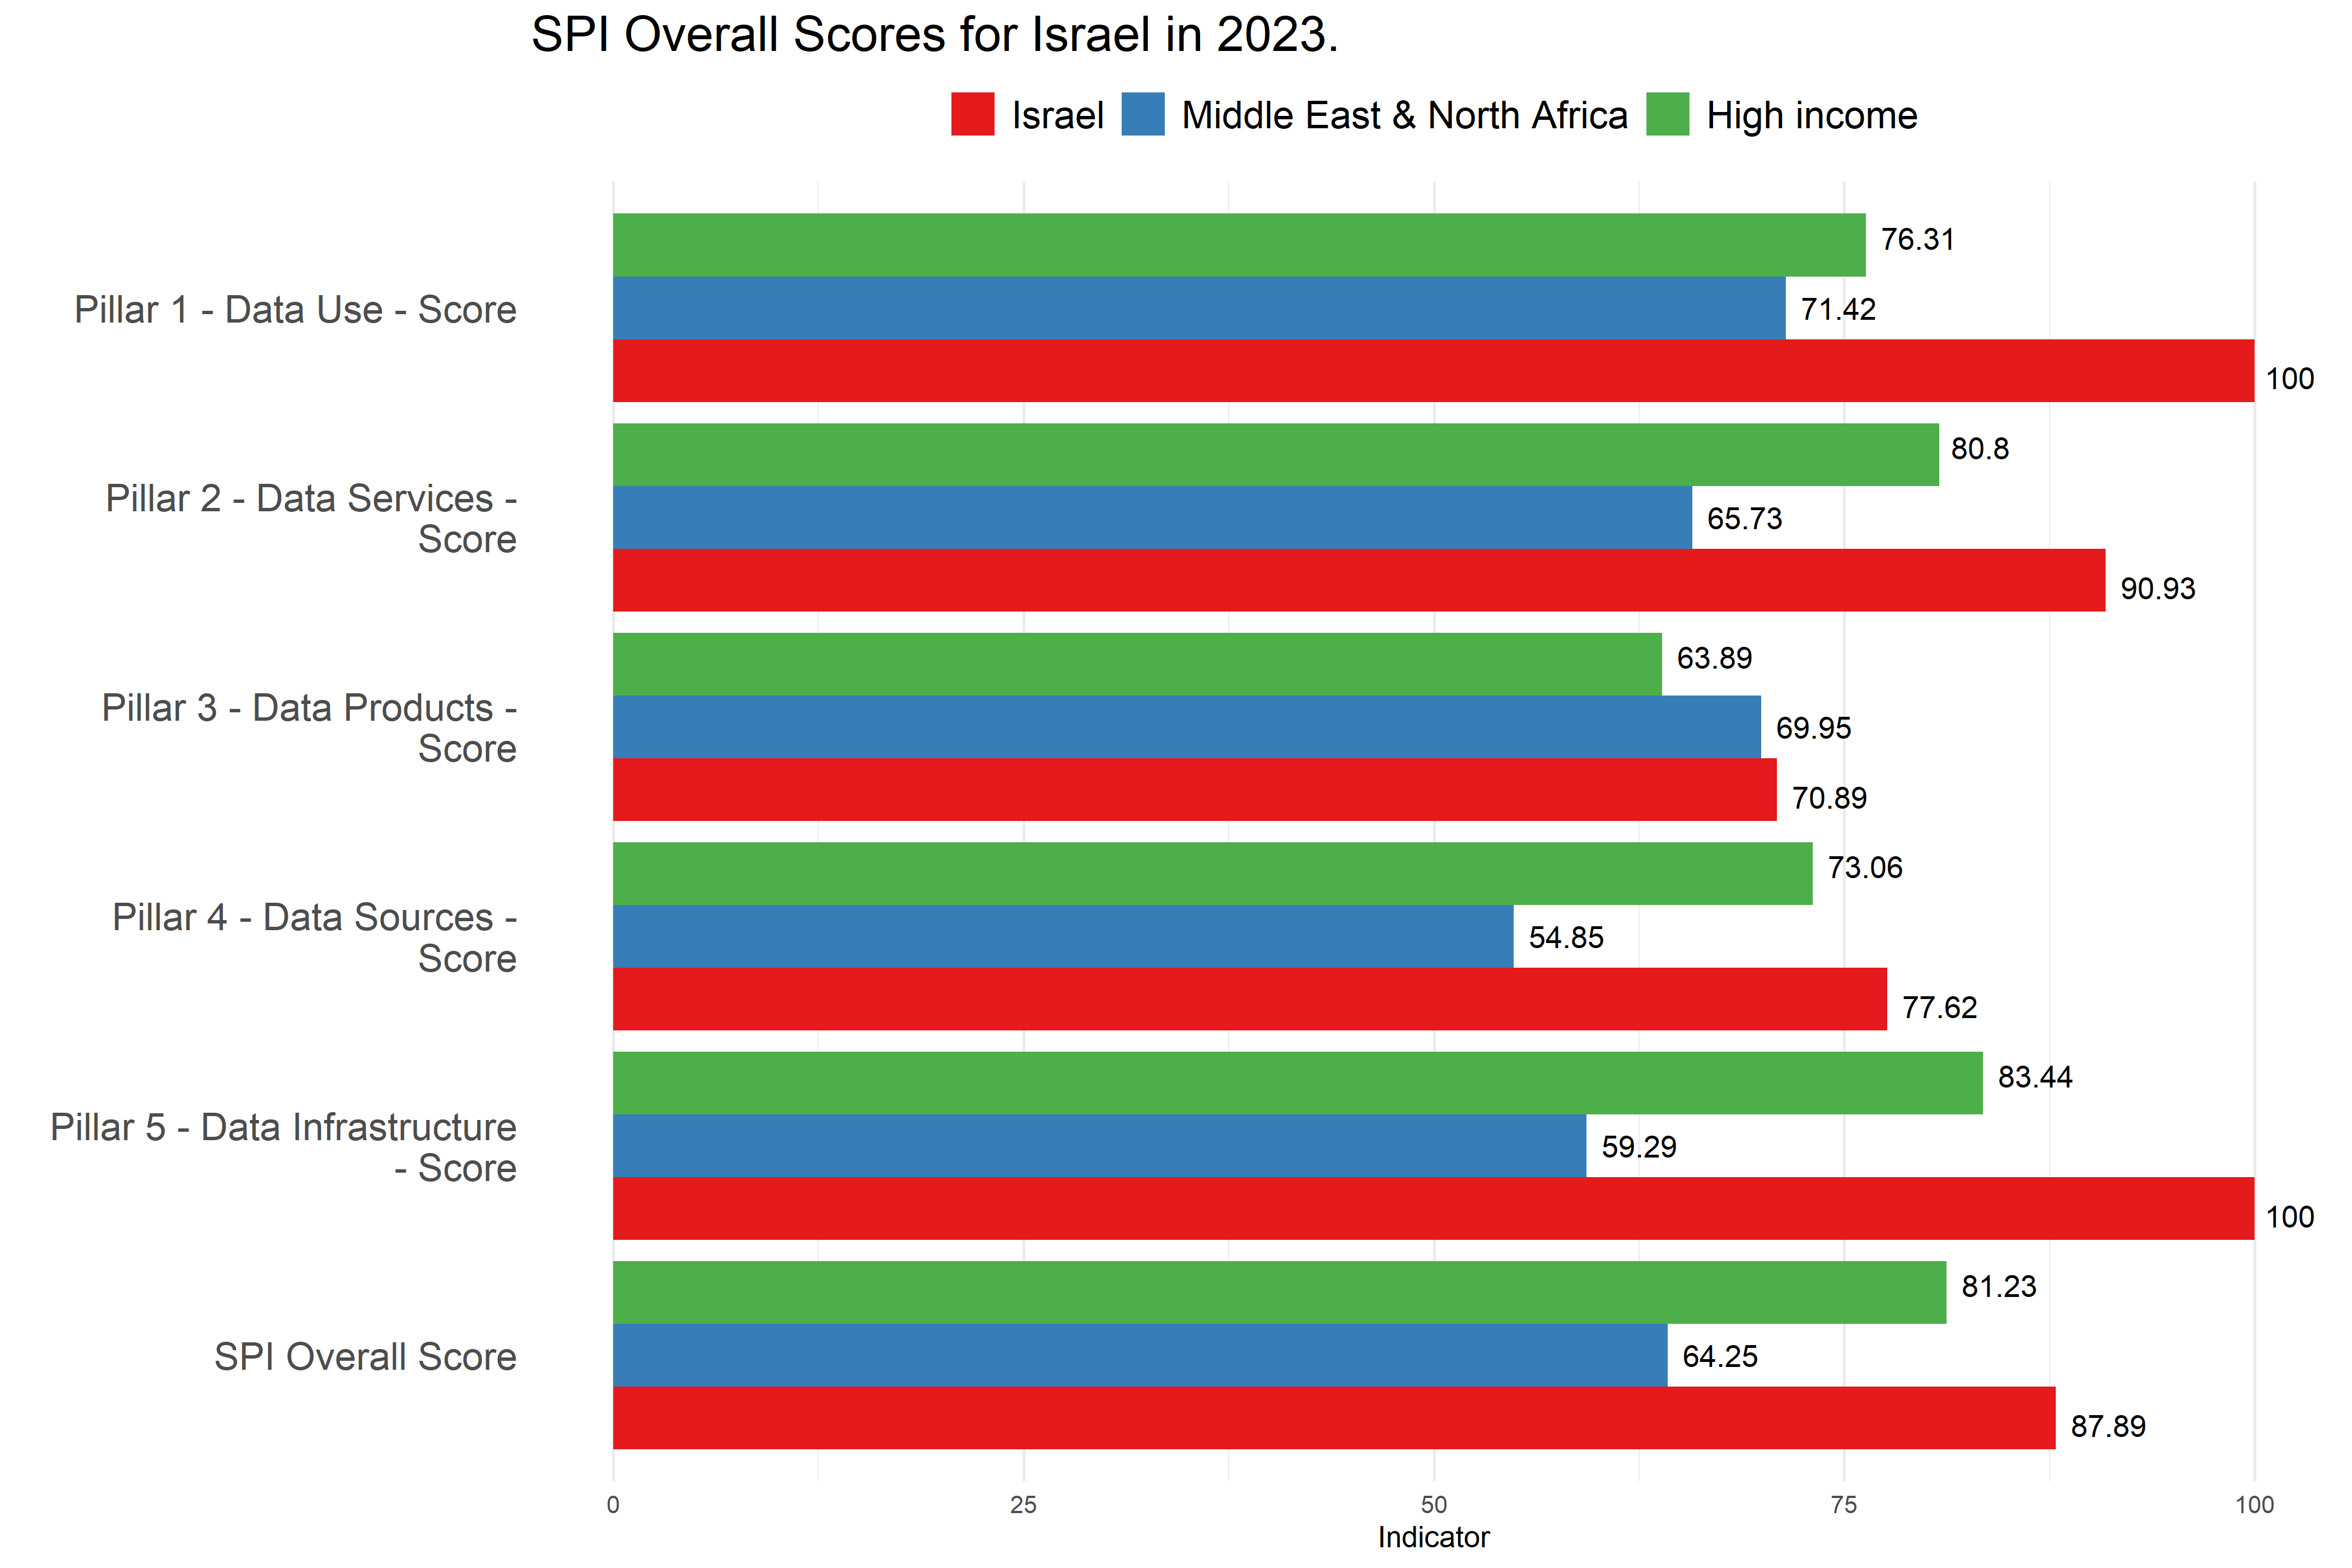 SPI Overall Scores for Israel in 2023.
Israel Middle East & North Africa High income
Pillar 1 - Data Use - Score
76.31
71.42
100
Pillar 2 - Data Services -
Score
80.8
65.73
90.93
Pillar 3 - Data Products -
Score
63.89
69.95
70.89
Pillar 4 - Data Sources -
Score
73.06
54.85
77.62
Pillar 5 - Data Infrastructure
- Score
83.44
59.29
100
SPI Overall Score
81.23
64.25
87.89
0 25 50 75 100
Indicator